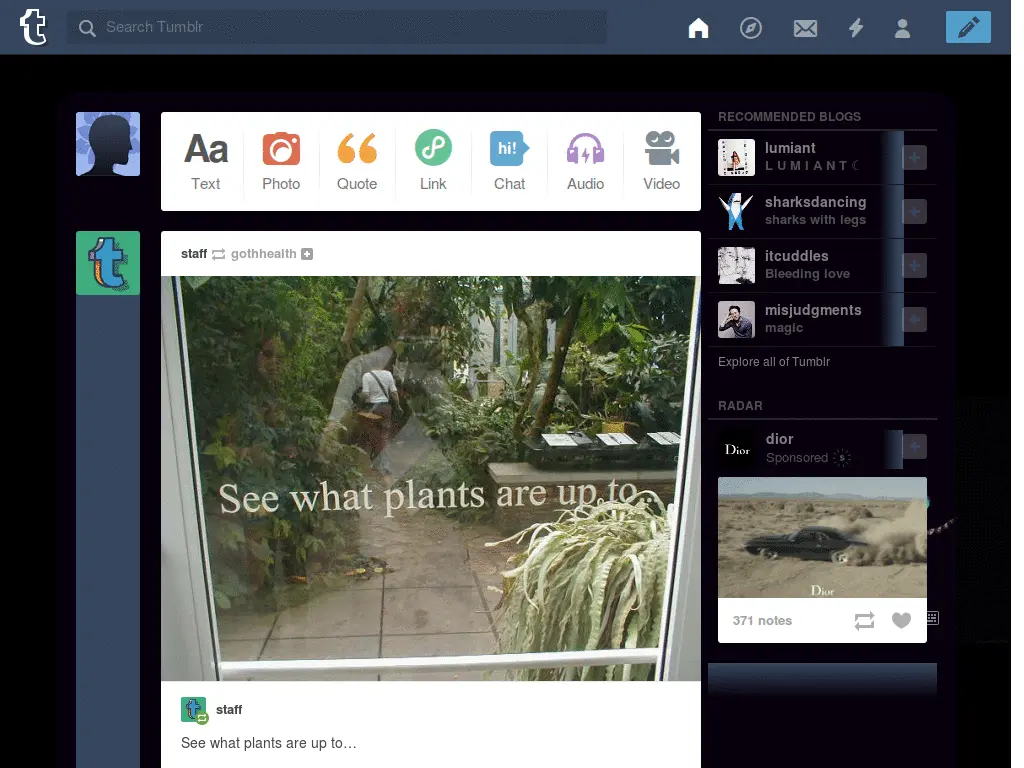 Search Tumblr
Aa
hi!
Text
Photo
Quote
Link
Chat
Audio
Video
staff gothhealth
See what plants are up to...
staff
See what plants are up to…
RECOMMENDED BLOGS
lumiant
L U M I A N T ☾
sharksdancing
sharks with legs
itcuddles
Bleeding love
misjudgments
magic
Explore all of Tumblr
RADAR
Dior
dior
Sponsored
Dior
371 notes